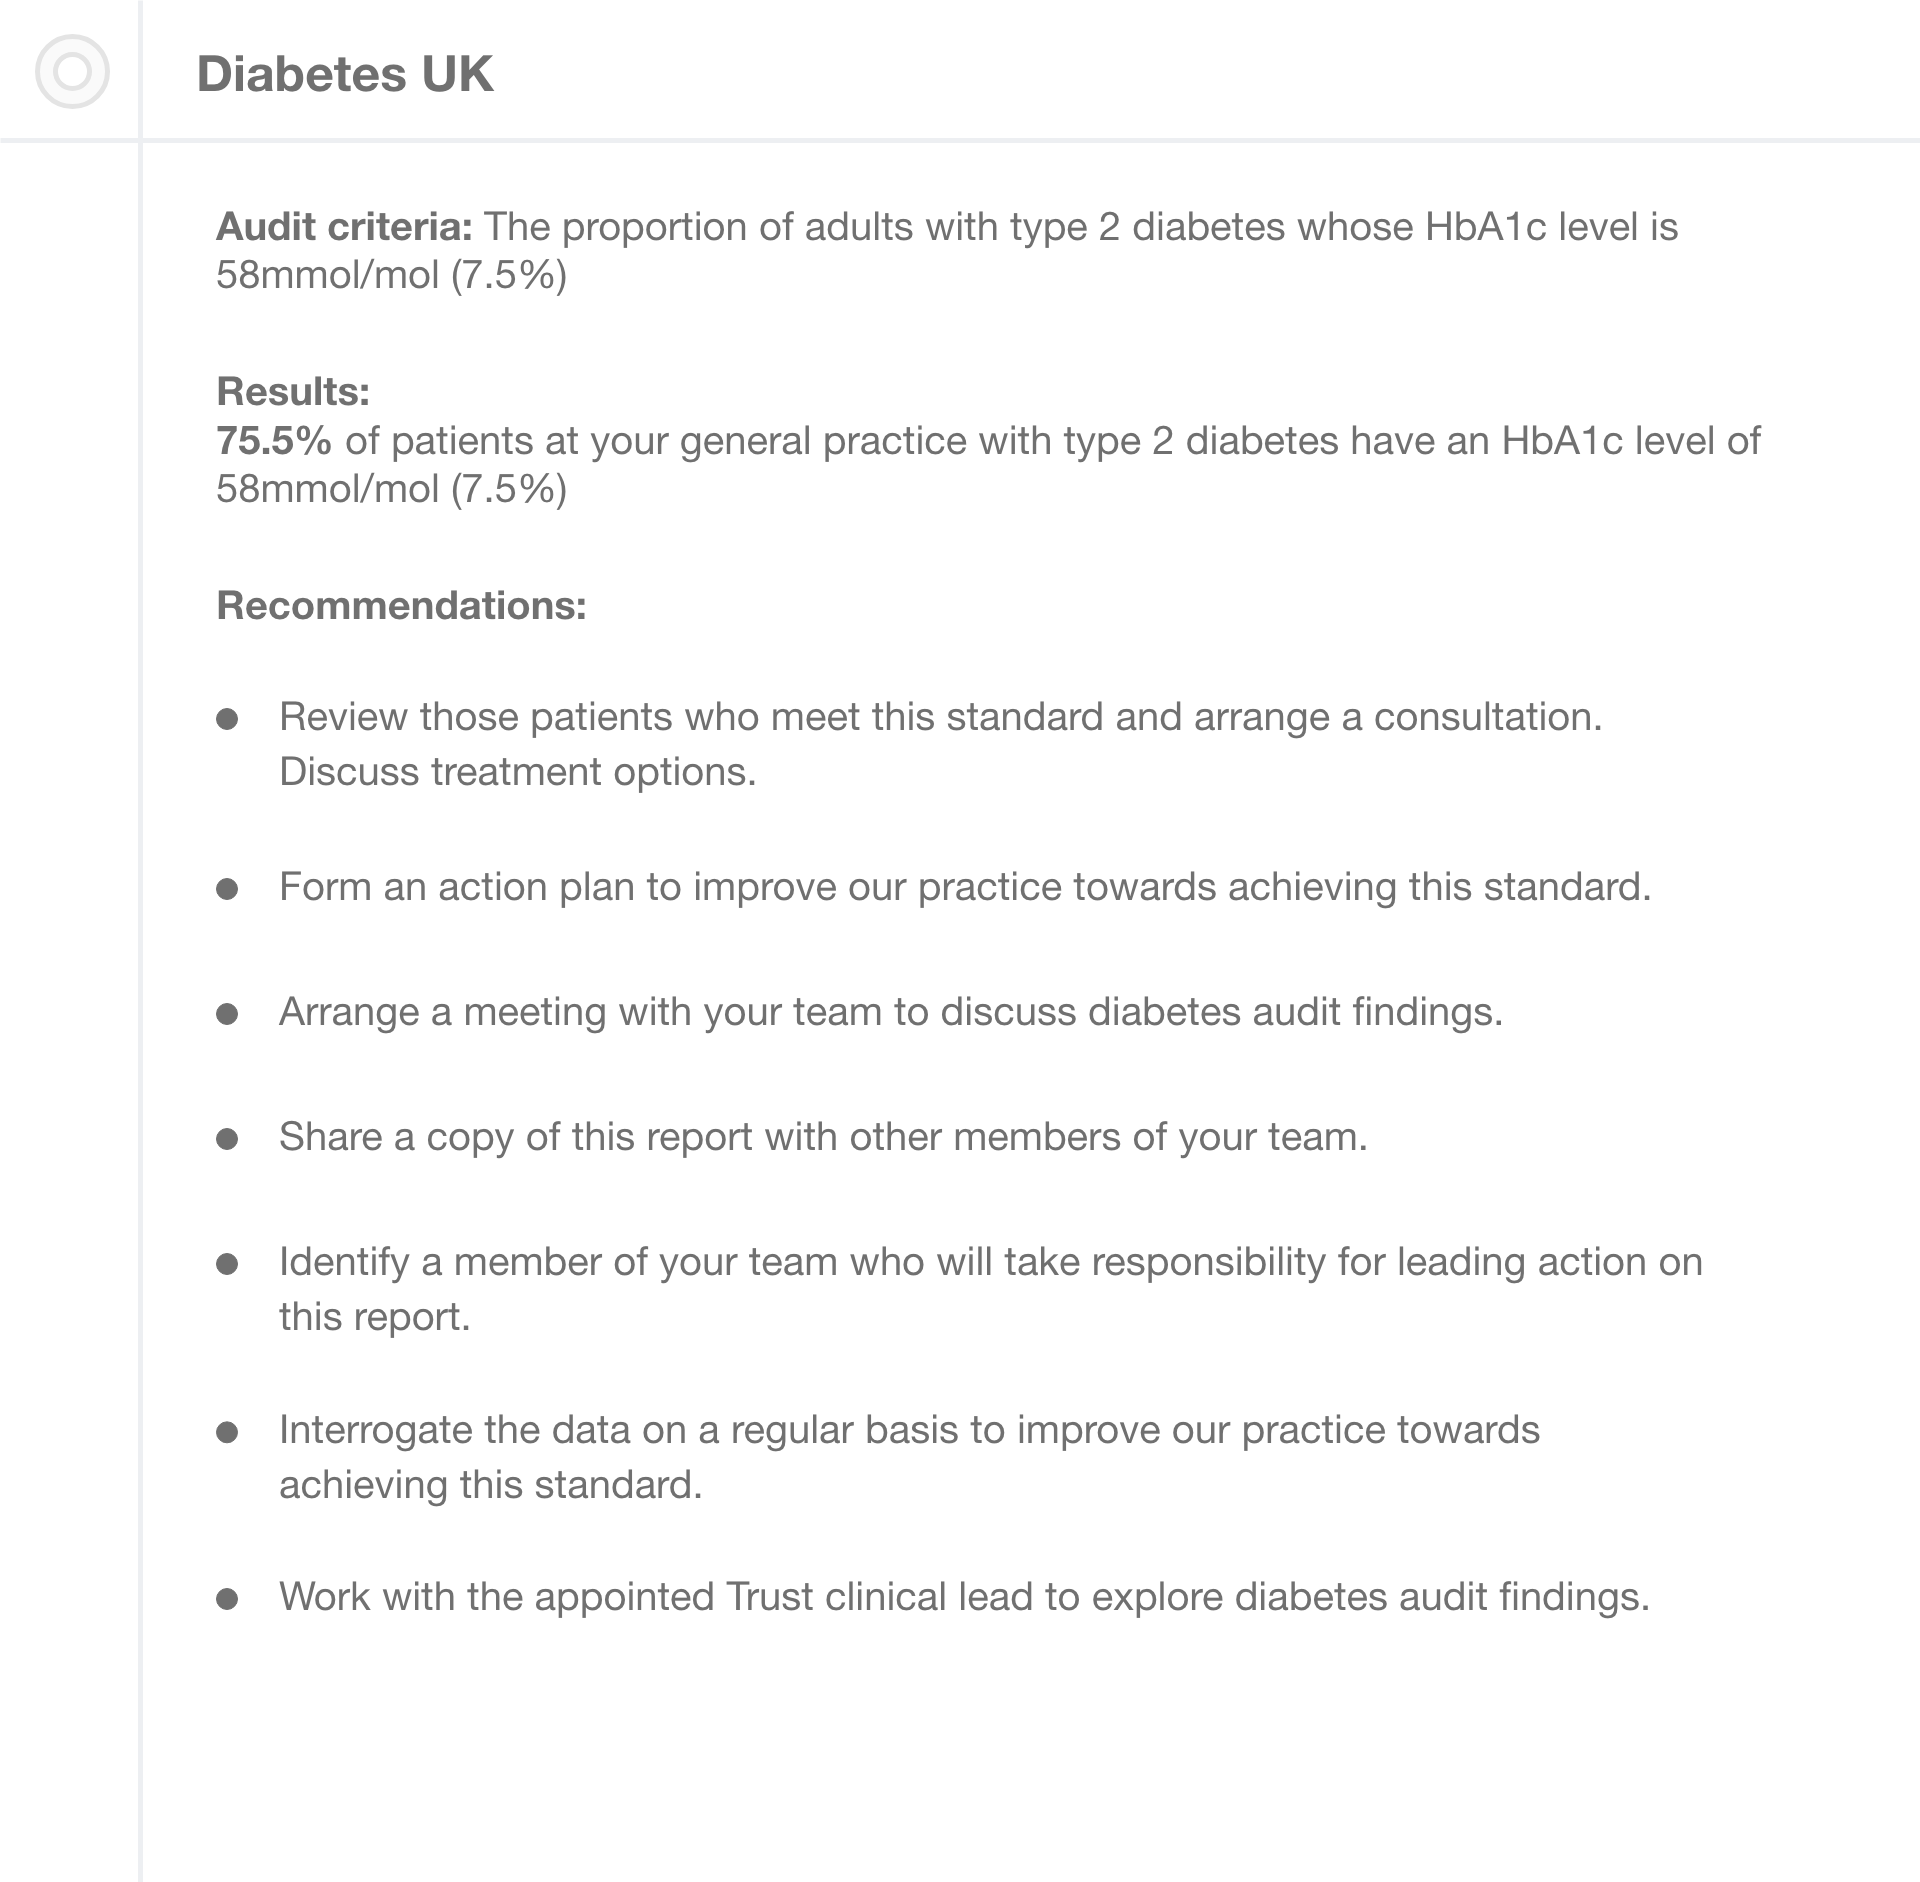 Diabetes UK
Audit criteria: The proportion of adults with type 2 diabetes whose HbA1c level is
58mmol/mol (7.5%)
Results:
75.5% of patients at your general practice with type 2 diabetes have an HbA1c level of
58mmol/mol (7.5%)
Recommendations:
● Review those patients who meet this standard and arrange a consultation.
Discuss treatment options.
● Form an action plan to improve our practice towards achieving this standard.
● Arrange a meeting with your team to discuss diabetes audit findings.
● Share a copy of this report with other members of your team.
● Identify a member of your team who will take responsibility for leading action on
this report.
● Interrogate the data on a regular basis to improve our practice towards
achieving this standard.
● Work with the appointed Trust clinical lead to explore diabetes audit findings.